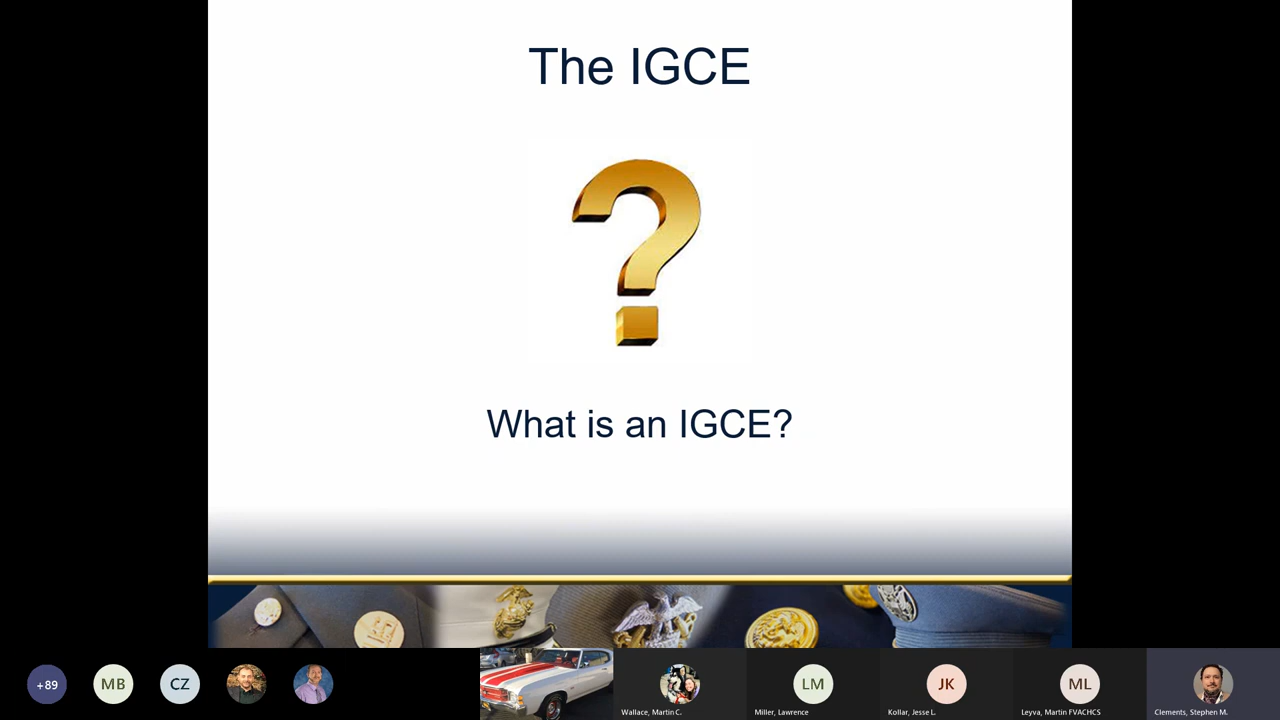 The IGCE
What is an IGCE?
+89
MB
CZ
Wallace, Martin C.
LM
Miller, Lawrence
JK
Kollar, Jesse L.
ML
Leyva, Martin FVACHCS
Clements, Stephen M.